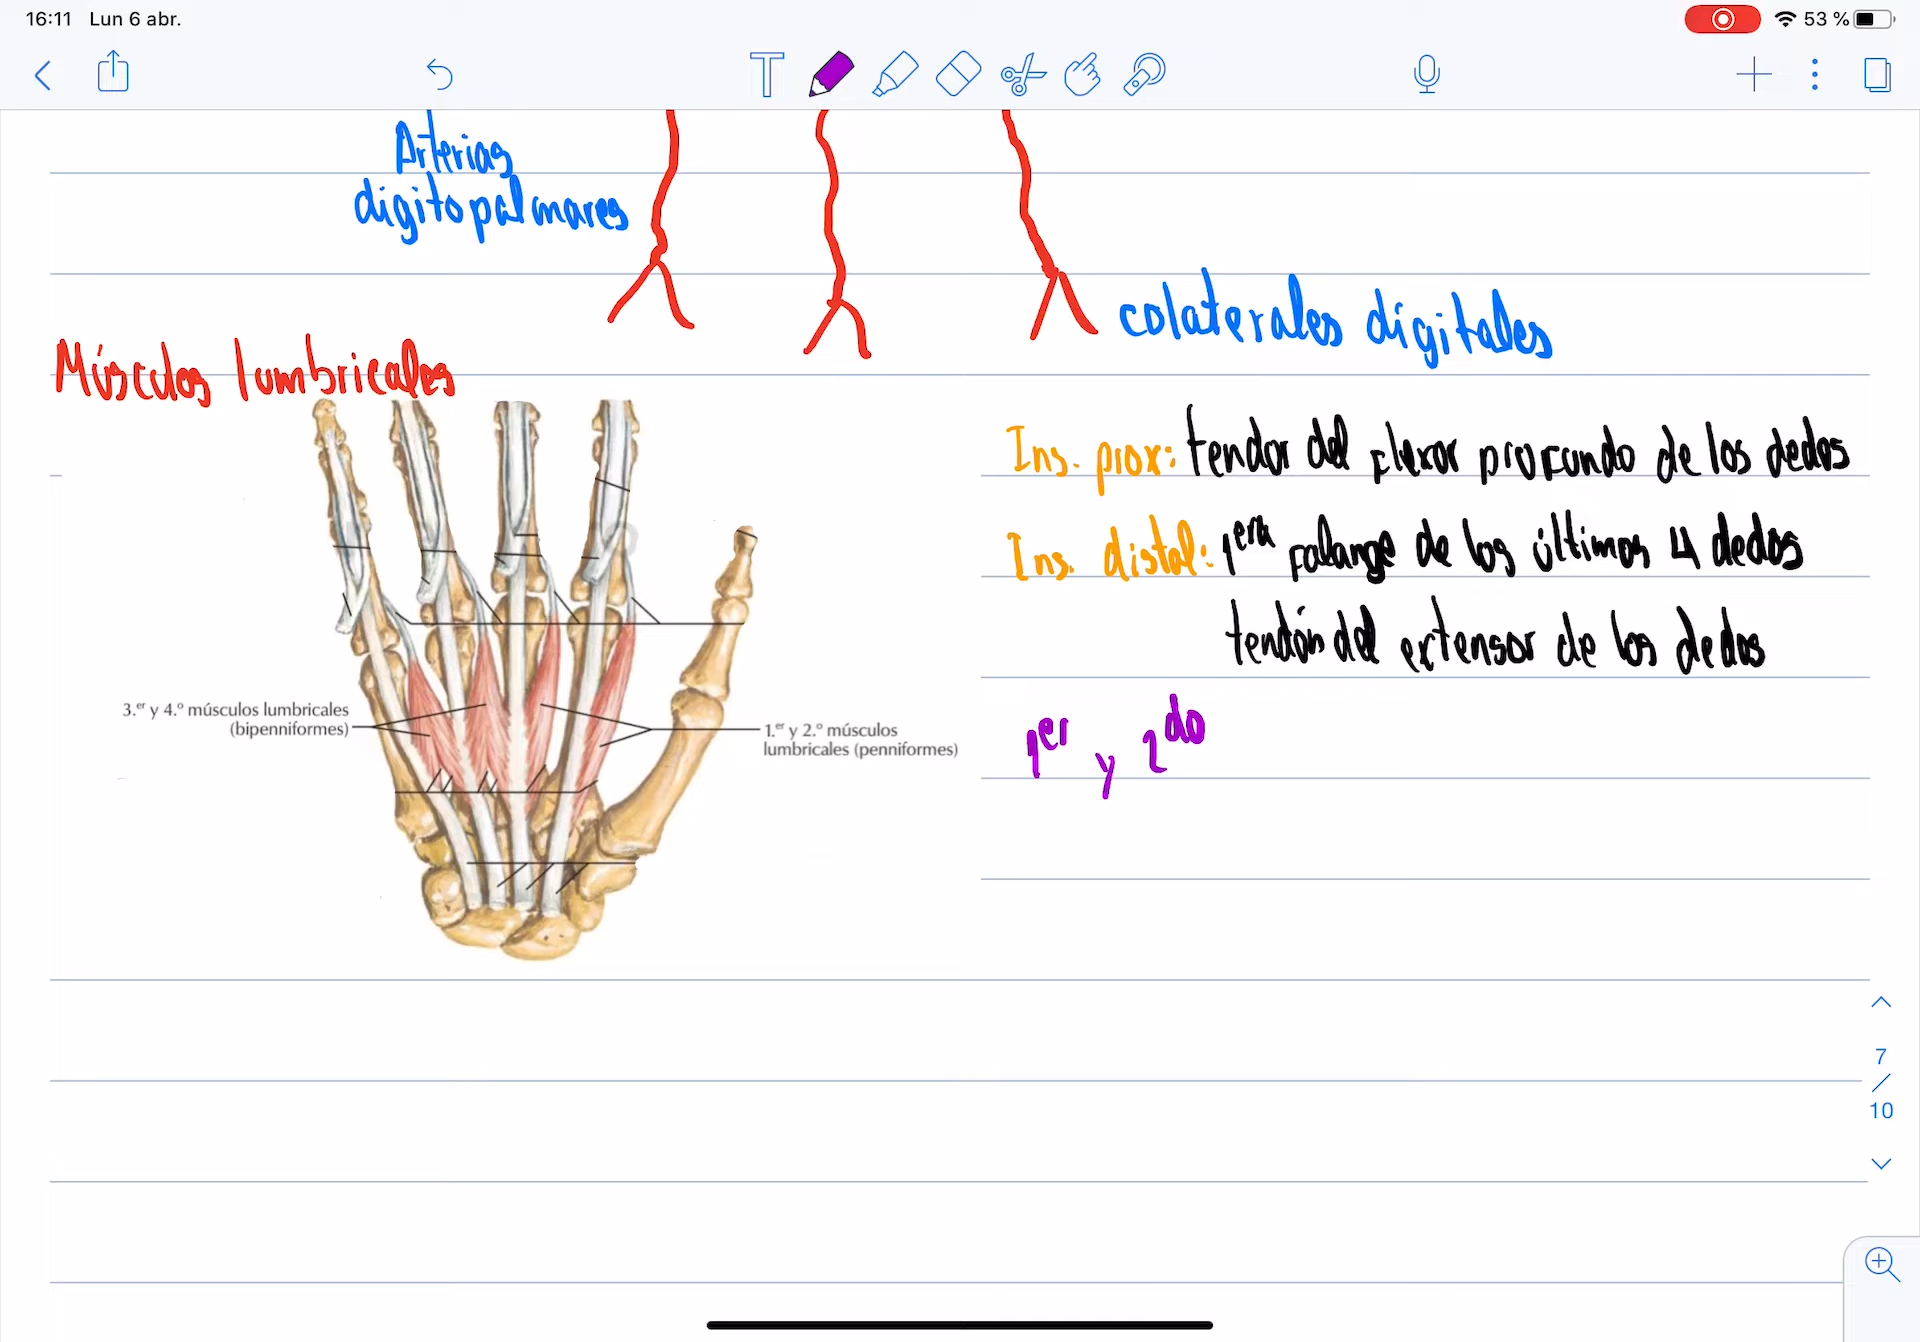 16:11 Lun 6 abr.
53 %
Arterias
digitopalmares
colaterales digitales
Músculos lumbricales
Ins. prox: tendon del flexor profundo de los dedos
Ins. distal: 1era falange de los últimos 4 dedos
tendón del extensor de los dedos
3.er y 4.º músculos lumbricales
(bipenniformes)
1.er y 2.º músculos
lumbricales (penniformes)
1er y 2do
7
/
10